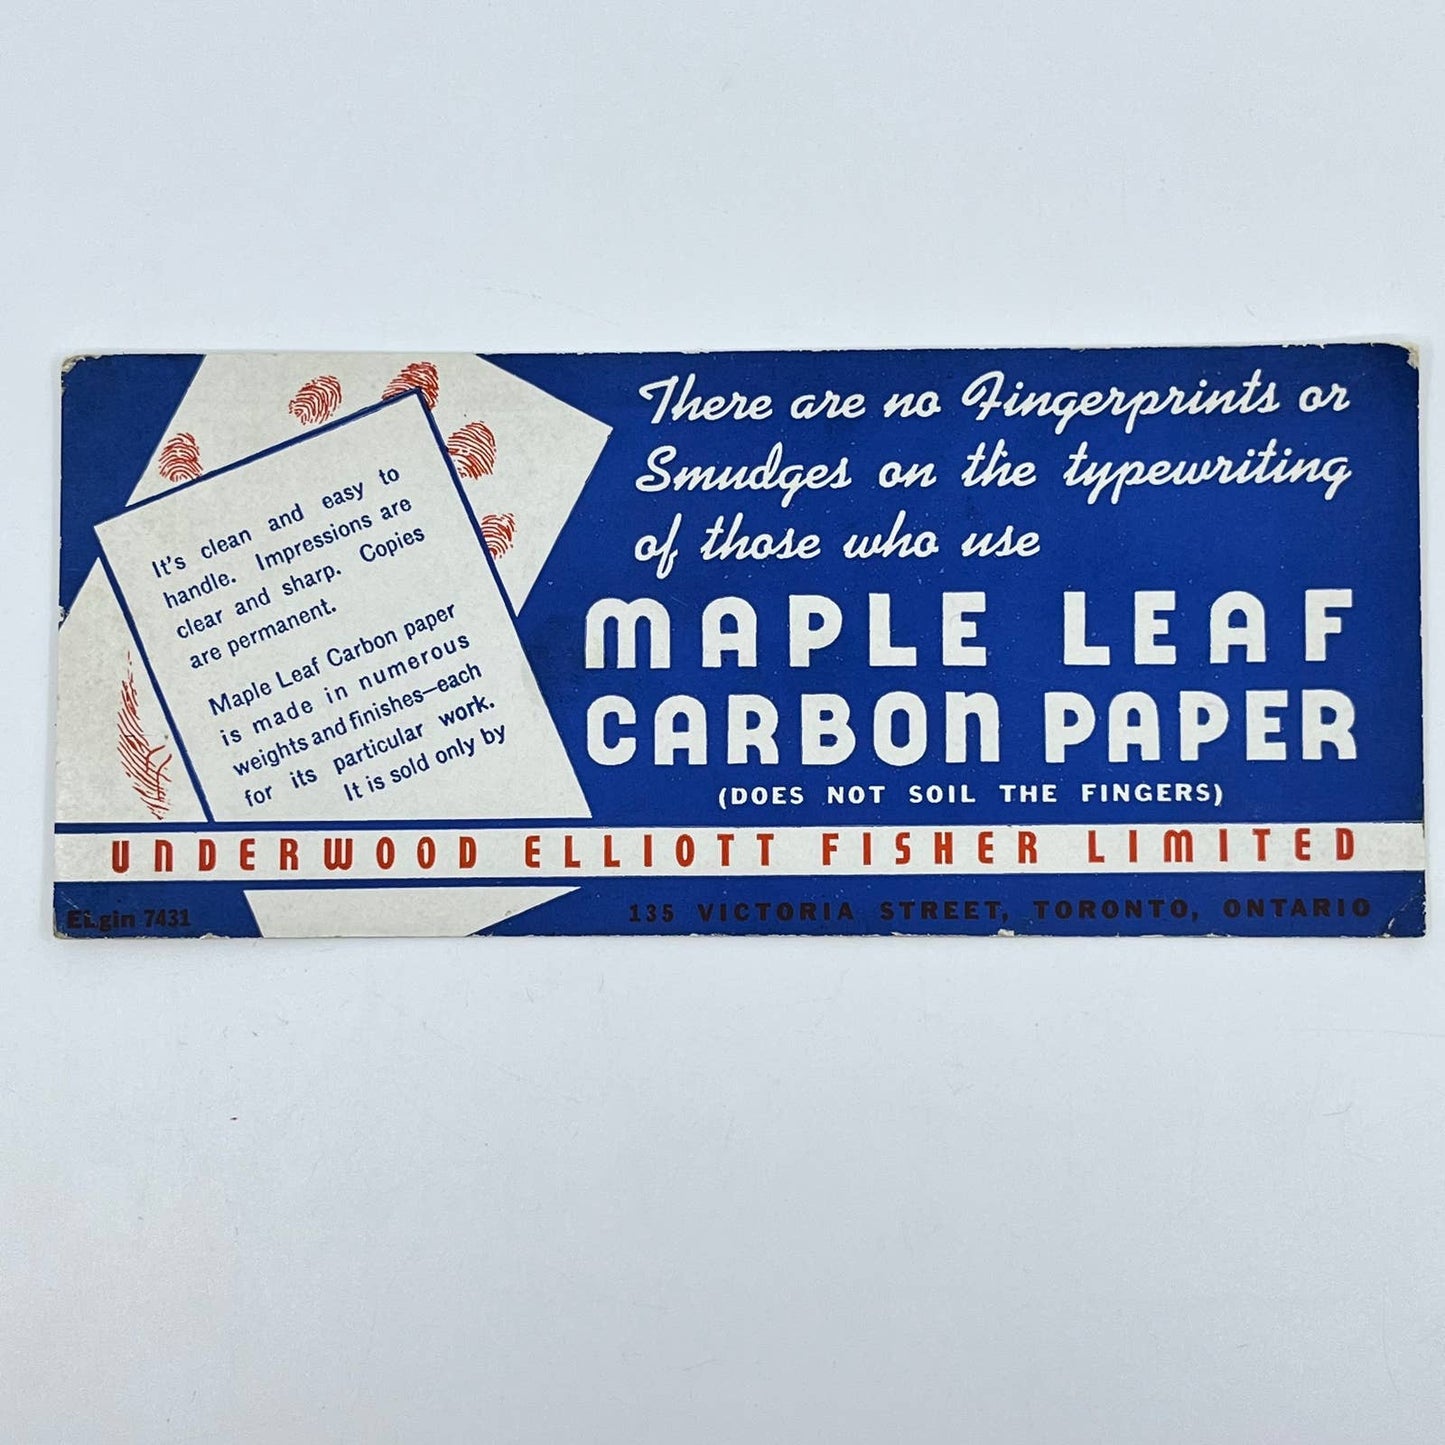 There are no Fingerprints or
Smudges on the typewriting
of those who use
MAPLE LEAF
CARBON PAPER
(DOES NOT SOIL THE FINGERS)
It's clean and easy to
handle. Impressions are
clear and sharp. Copies
are permanent.
Maple Leaf Carbon paper
is made in numerous
weights and finishes—each
for its particular work.
It is sold only by
UNDERWOOD ELLIOTT FISHER LIMITED
ELgin 7431
135 VICTORIA STREET, TORONTO, ONTARIO